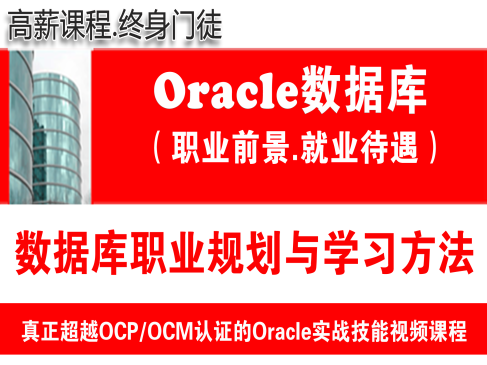 高薪课程.终身门徒
Oracle数据库
（职业前景.就业待遇）
数据库职业规划与学习方法
真正超越OCP/OCM认证的Oracle实战技能视频课程